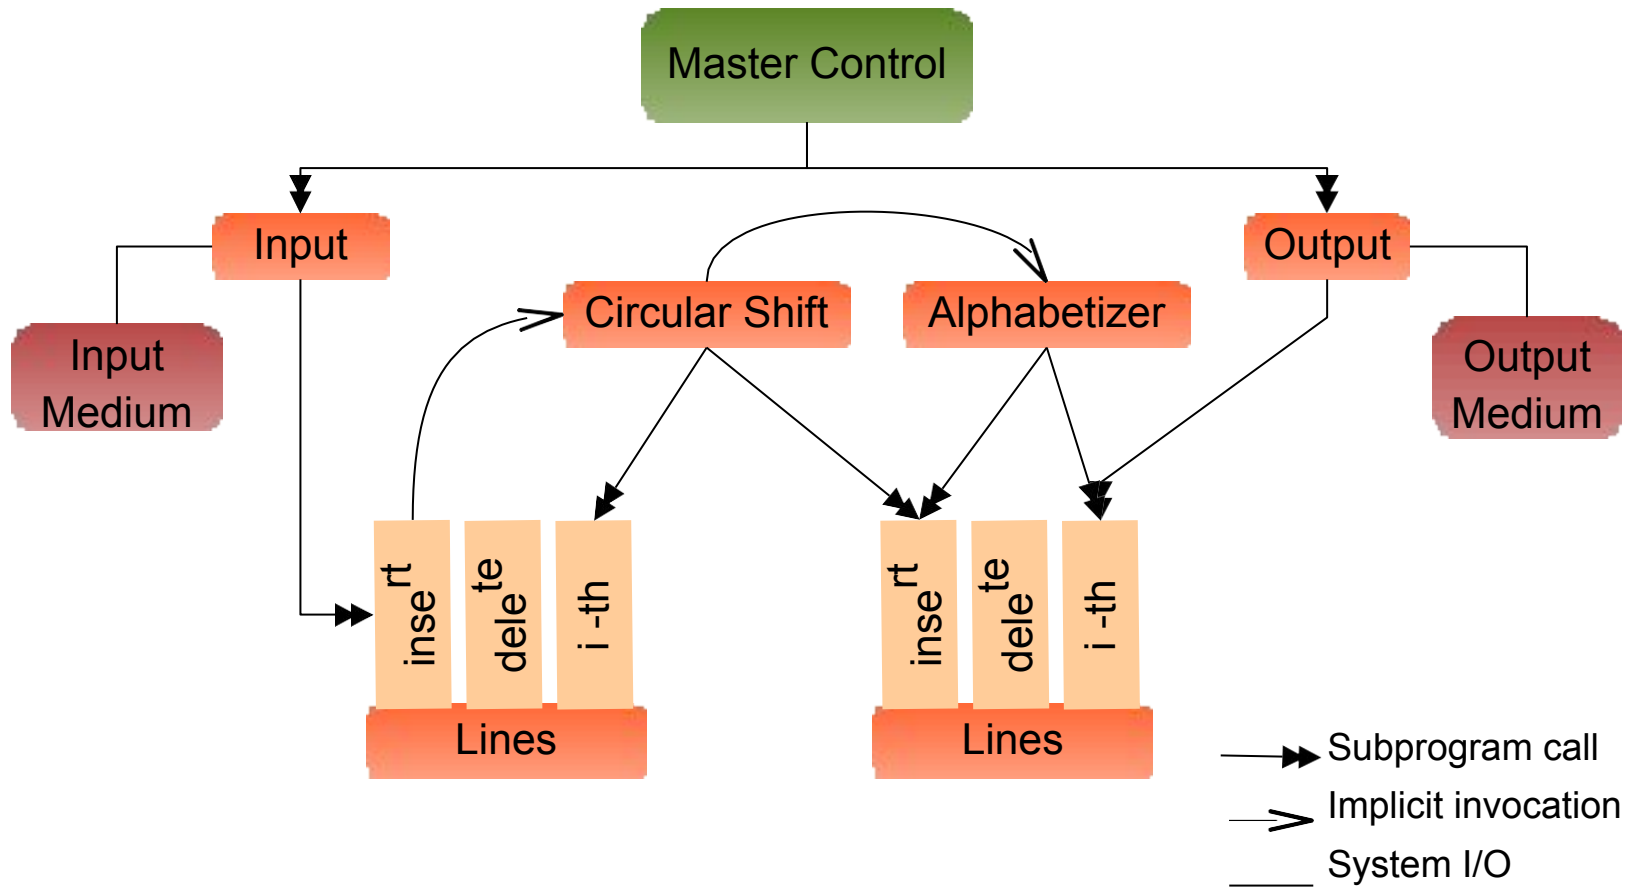 Master Control
Input
Output
Circular Shift
Alphabetizer
Input
Medium
Output
Medium
insert
delete
i -th
insert
delete
i -th
Lines
Lines
Subprogram call
Implicit invocation
System I/O